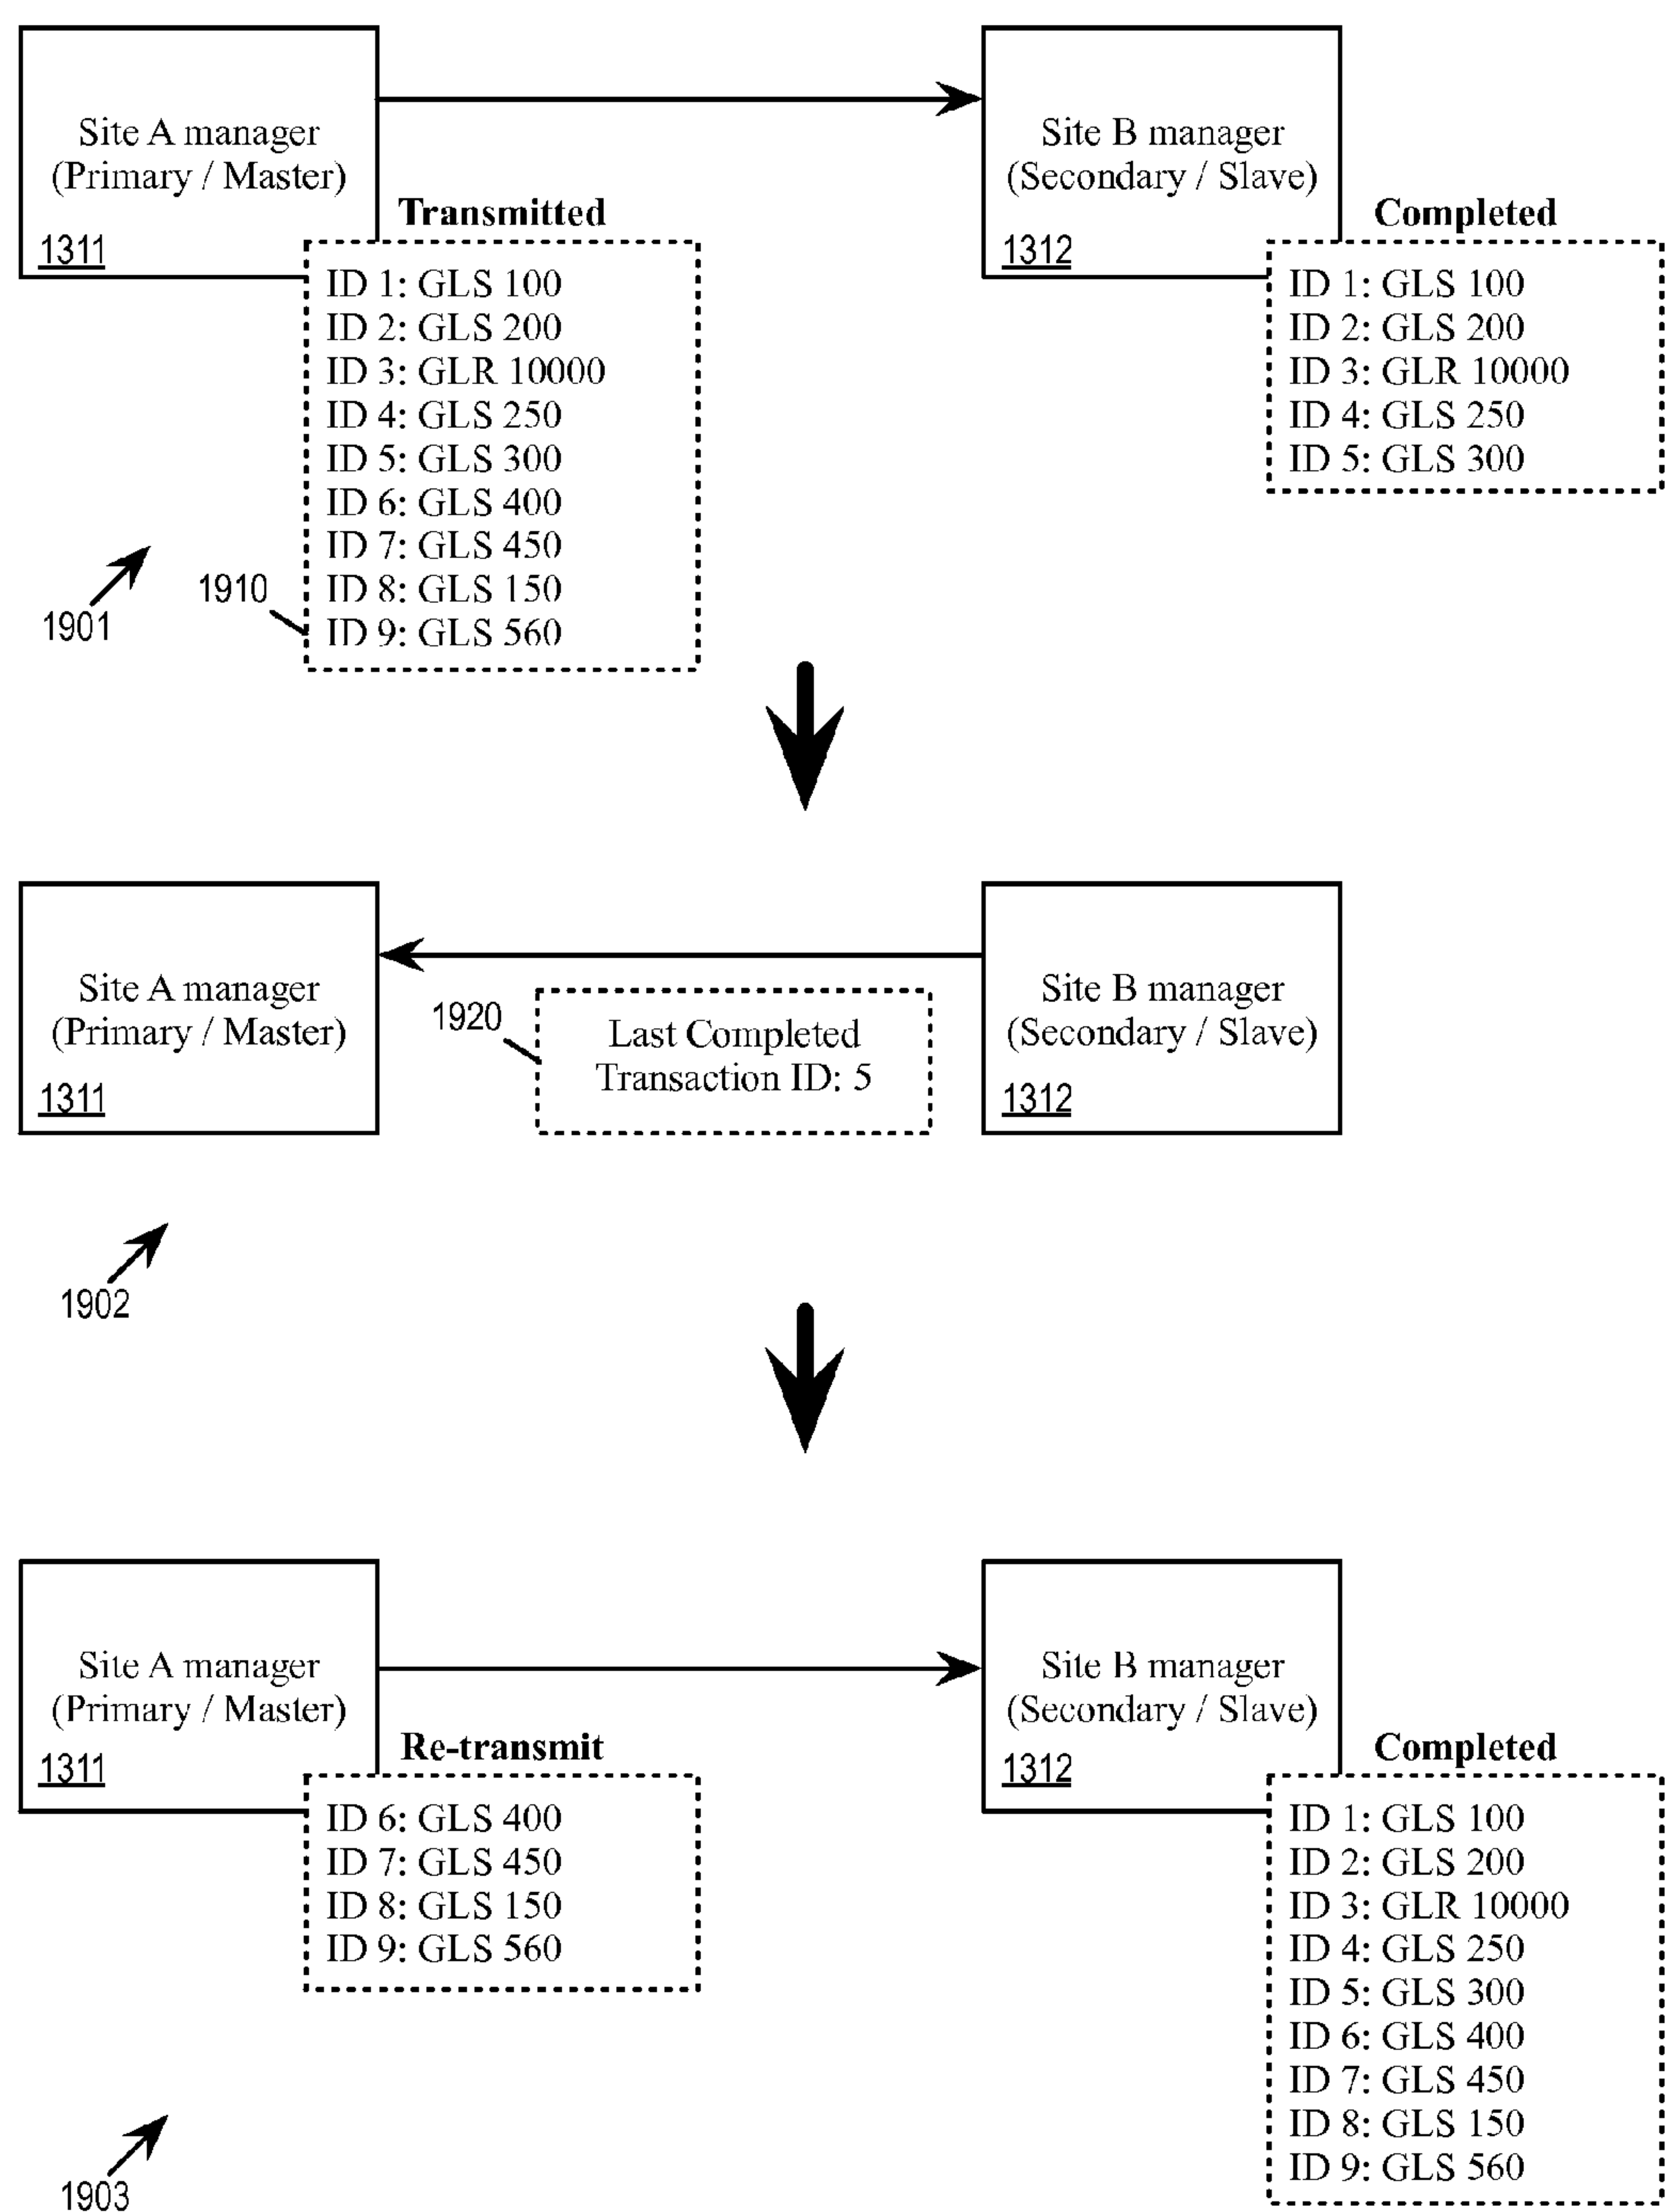 Site A manager
(Primary / Master)
1311
Transmitted
ID 1: GLS 100
ID 2: GLS 200
ID 3: GLR 10000
ID 4: GLS 250
ID 5: GLS 300
ID 6: GLS 400
ID 7: GLS 450
ID 8: GLS 150
ID 9: GLS 560
Site B manager
(Secondary / Slave)
1312
Completed
ID 1: GLS 100
ID 2: GLS 200
ID 3: GLR 10000
ID 4: GLS 250
ID 5: GLS 300
1910
1901
Site A manager
(Primary / Master)
1311
1920
Last Completed
Transaction ID: 5
Site B manager
(Secondary / Slave)
1312
1902
Site A manager
(Primary / Master)
1311
Re-transmit
ID 6: GLS 400
ID 7: GLS 450
ID 8: GLS 150
ID 9: GLS 560
Site B manager
(Secondary / Slave)
1312
Completed
ID 1: GLS 100
ID 2: GLS 200
ID 3: GLR 10000
ID 4: GLS 250
ID 5: GLS 300
ID 6: GLS 400
ID 7: GLS 450
ID 8: GLS 150
ID 9: GLS 560
1903